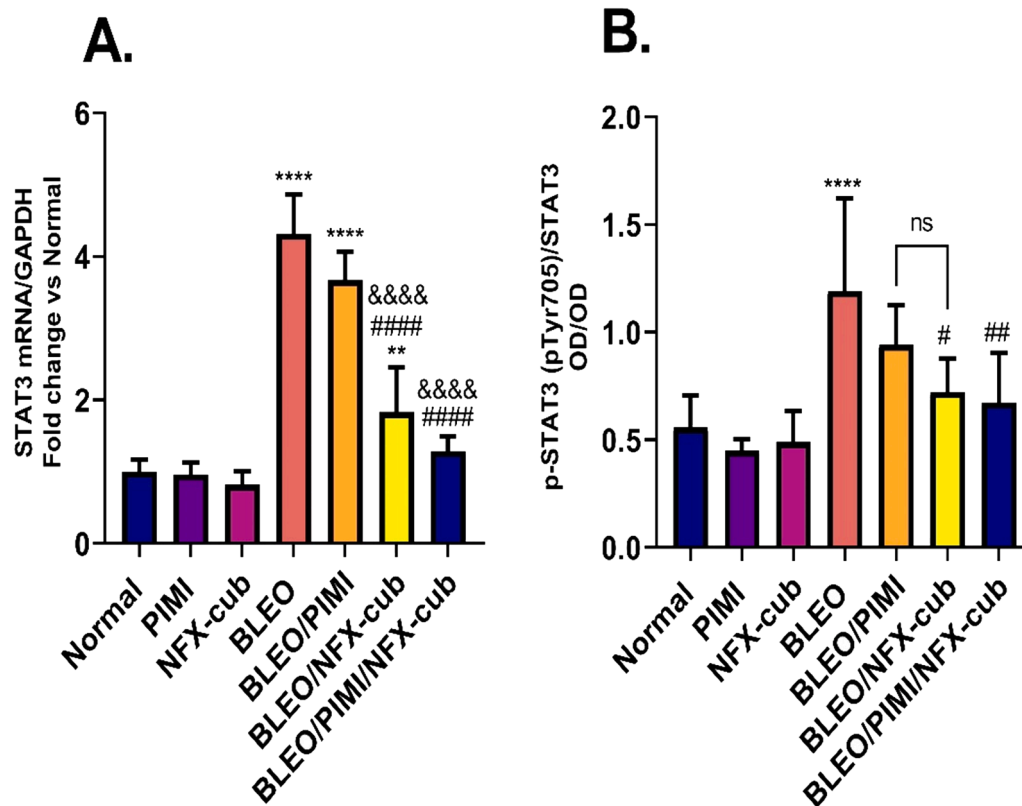 A.
STAT3 mRNA/GAPDH
Fold change vs Normal
6
4
2
0
****
****
&&&&
####
**
&&&&
####
Normal
PIMI
NFX-cub
BLEO
BLEO/PIMI
BLEO/NFX-cub
BLEO/PIMI/NFX-cub
B.
p-STAT3 (pTyr705)/STAT3
OD/OD
2.0
1.5
1.0
0.5
0.0
****
ns
#
##
Normal
PIMI
NFX-cub
BLEO
BLEO/PIMI
BLEO/NFX-cub
BLEO/PIMI/NFX-cub